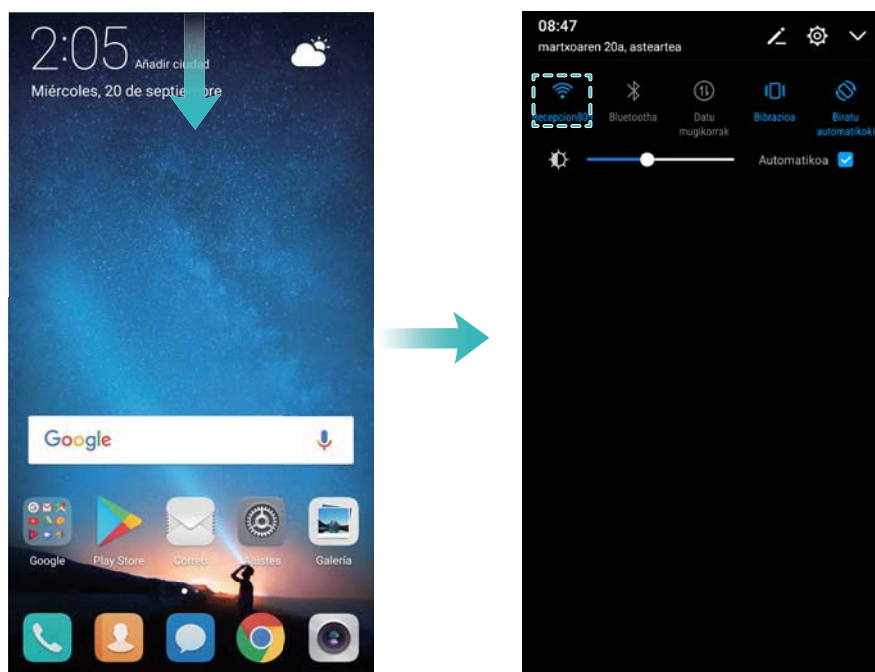 2:05
Añadir ciudad
Miércoles, 20 de septiembre
Google
Google
Play Store
Correo
Ajustes
Galería
08:47
martxoaren 20a, asteartea
Bluetootha
Datu
mugikorrak
Bibrazioa
Biratu
automatikoki
Automatikoa